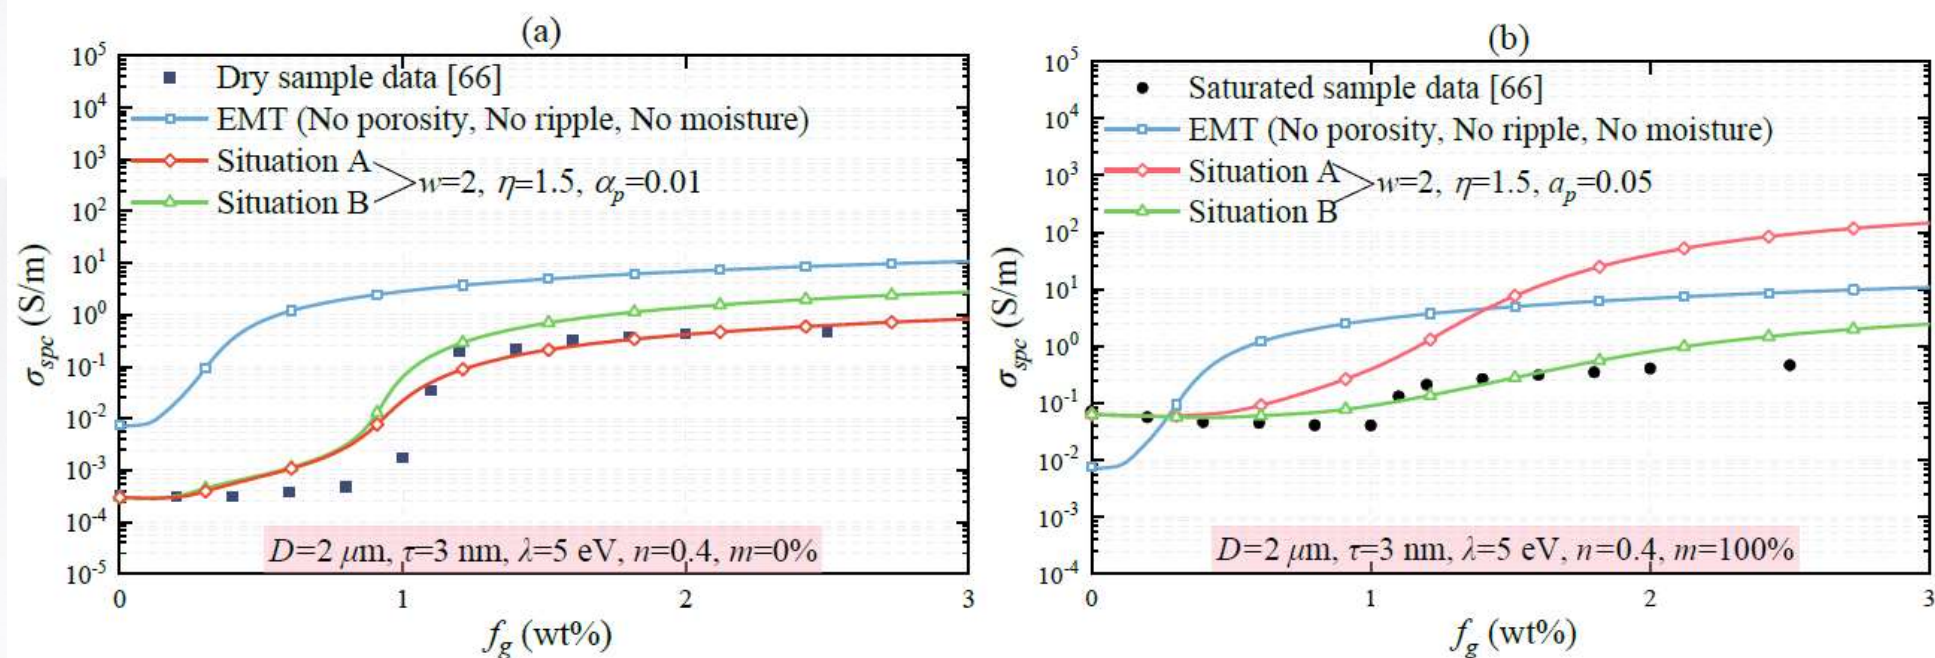 (a)
10^5
10^4
10^3
10^2
10^1
10^0
10^-1
10^-2
10^-3
10^-4
10^-5
σ_spc (S/m)
Dry sample data [66]
EMT (No porosity, No ripple, No moisture)
Situation A
Situation B
w=2, η=1.5, α_p=0.01
D=2 μm, τ=3 nm, λ=5 eV, n=0.4, m=0%
0 1 2 3
f_g (wt%)
(b)
10^5
10^4
10^3
10^2
10^1
10^0
10^-1
10^-2
10^-3
10^-4
σ_spc (S/m)
Saturated sample data [66]
EMT (No porosity, No ripple, No moisture)
Situation A
Situation B
w=2, η=1.5, a_p=0.05
D=2 μm, τ=3 nm, λ=5 eV, n=0.4, m=100%
0 1 2 3
f_g (wt%)